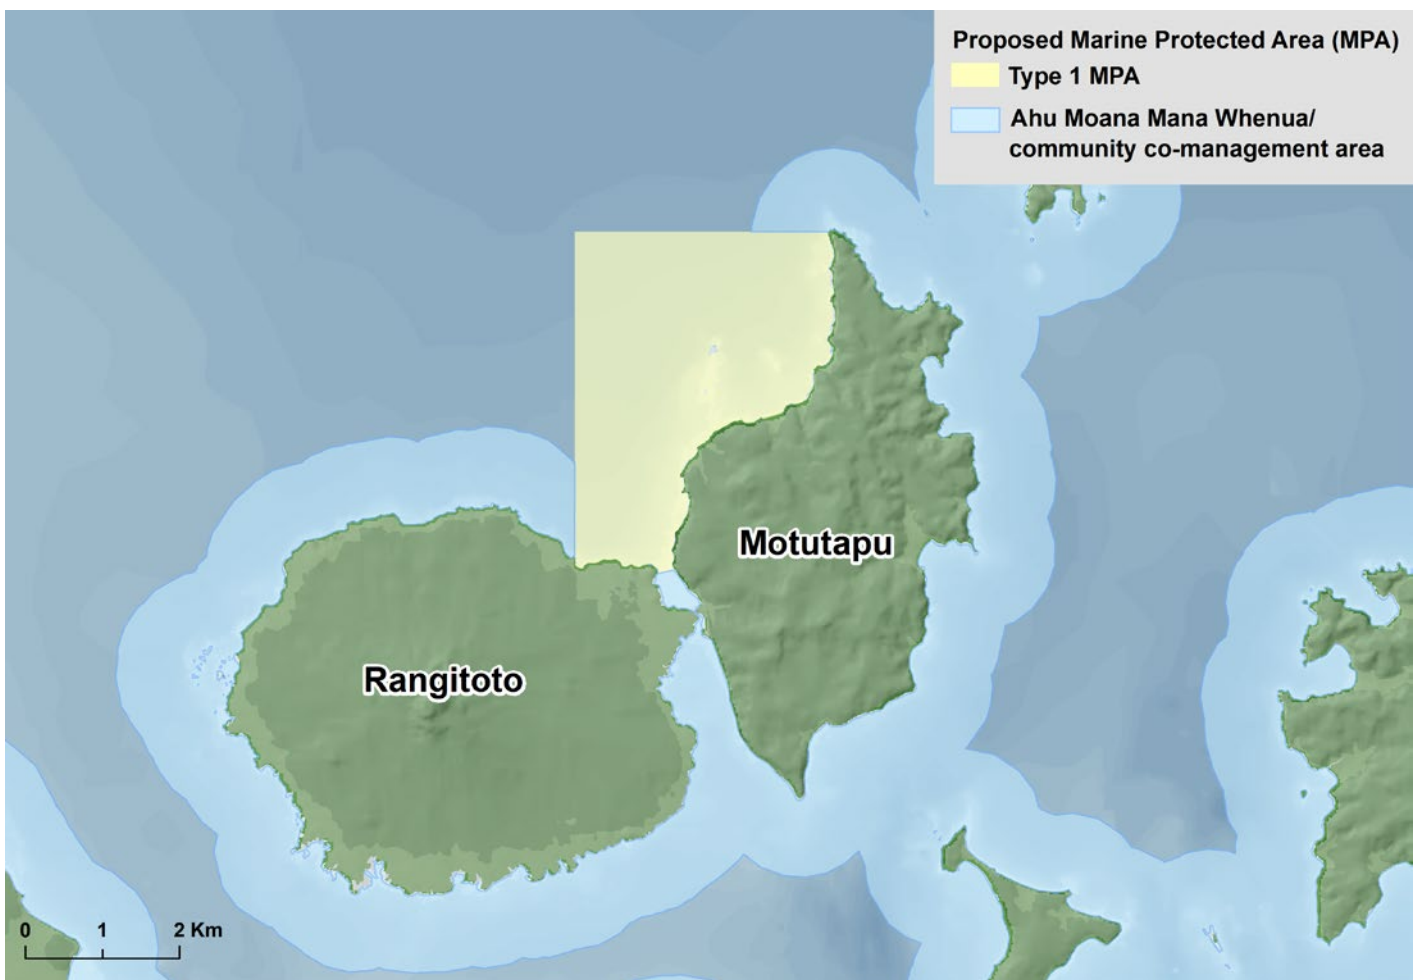 Proposed Marine Protected Area (MPA)
Type 1 MPA
Ahu Moana Mana Whenua/
community co-management area
Motutapu
Rangitoto
0 1 2 Km